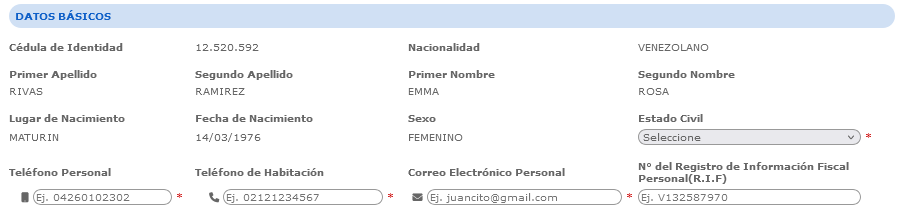 DATOS BÁSICOS
Cédula de Identidad
12.520.592
Nacionalidad
VENEZOLANO
Primer Apellido
RIVAS
Segundo Apellido
RAMIREZ
Primer Nombre
EMMA
Segundo Nombre
ROSA
Lugar de Nacimiento
MATURIN
Fecha de Nacimiento
14/03/1976
Sexo
FEMENINO
Estado Civil
Seleccione *
Teléfono Personal
Ej. 04260102302 *
Teléfono de Habitación
Ej. 02121234567 *
Correo Electrónico Personal
Ej. juancito@gmail.com *
N° del Registro de Información Fiscal
Personal(R.I.F)
Ej. V132587970